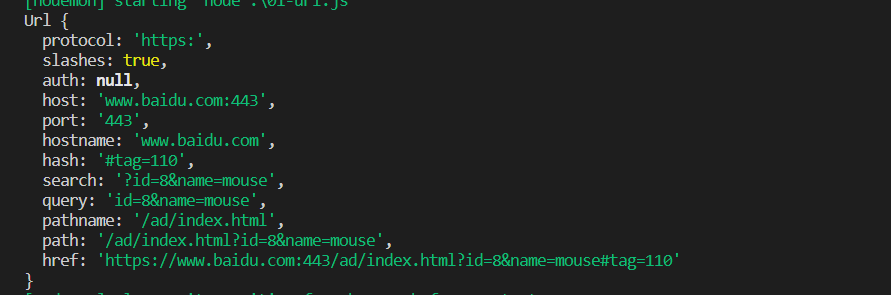 [nodemon] starting `node .\01-url.js`
Url {
  protocol: 'https:',
  slashes: true,
  auth: null,
  host: 'www.baidu.com:443',
  port: '443',
  hostname: 'www.baidu.com',
  hash: '#tag=110',
  search: '?id=8&name=mouse',
  query: 'id=8&name=mouse',
  pathname: '/ad/index.html',
  path: '/ad/index.html?id=8&name=mouse',
  href: 'https://www.baidu.com:443/ad/index.html?id=8&name=mouse#tag=110'
}